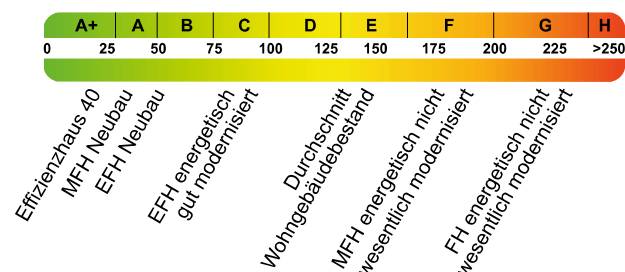 A+ A B C D E F G H
0 25 50 75 100 125 150 175 200 225 >250
Effizienzhaus 40
MFH Neubau
EFH Neubau
EFH energetisch
gut modernisiert
Durchschnitt
Wohngebäudebestand
MFH energetisch nicht
wesentlich modernisiert
FH energetisch nicht
wesentlich modernisiert